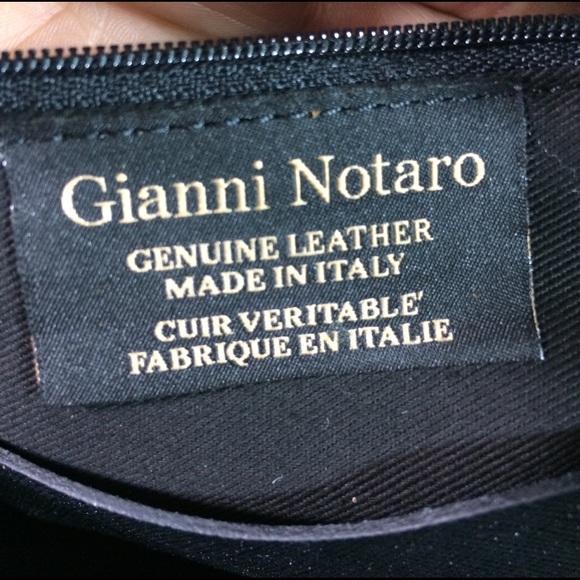 Gianni Notaro
GENUINE LEATHER
MADE IN ITALY
CUIR VERITABLE'
FABRIQUE EN ITALIE